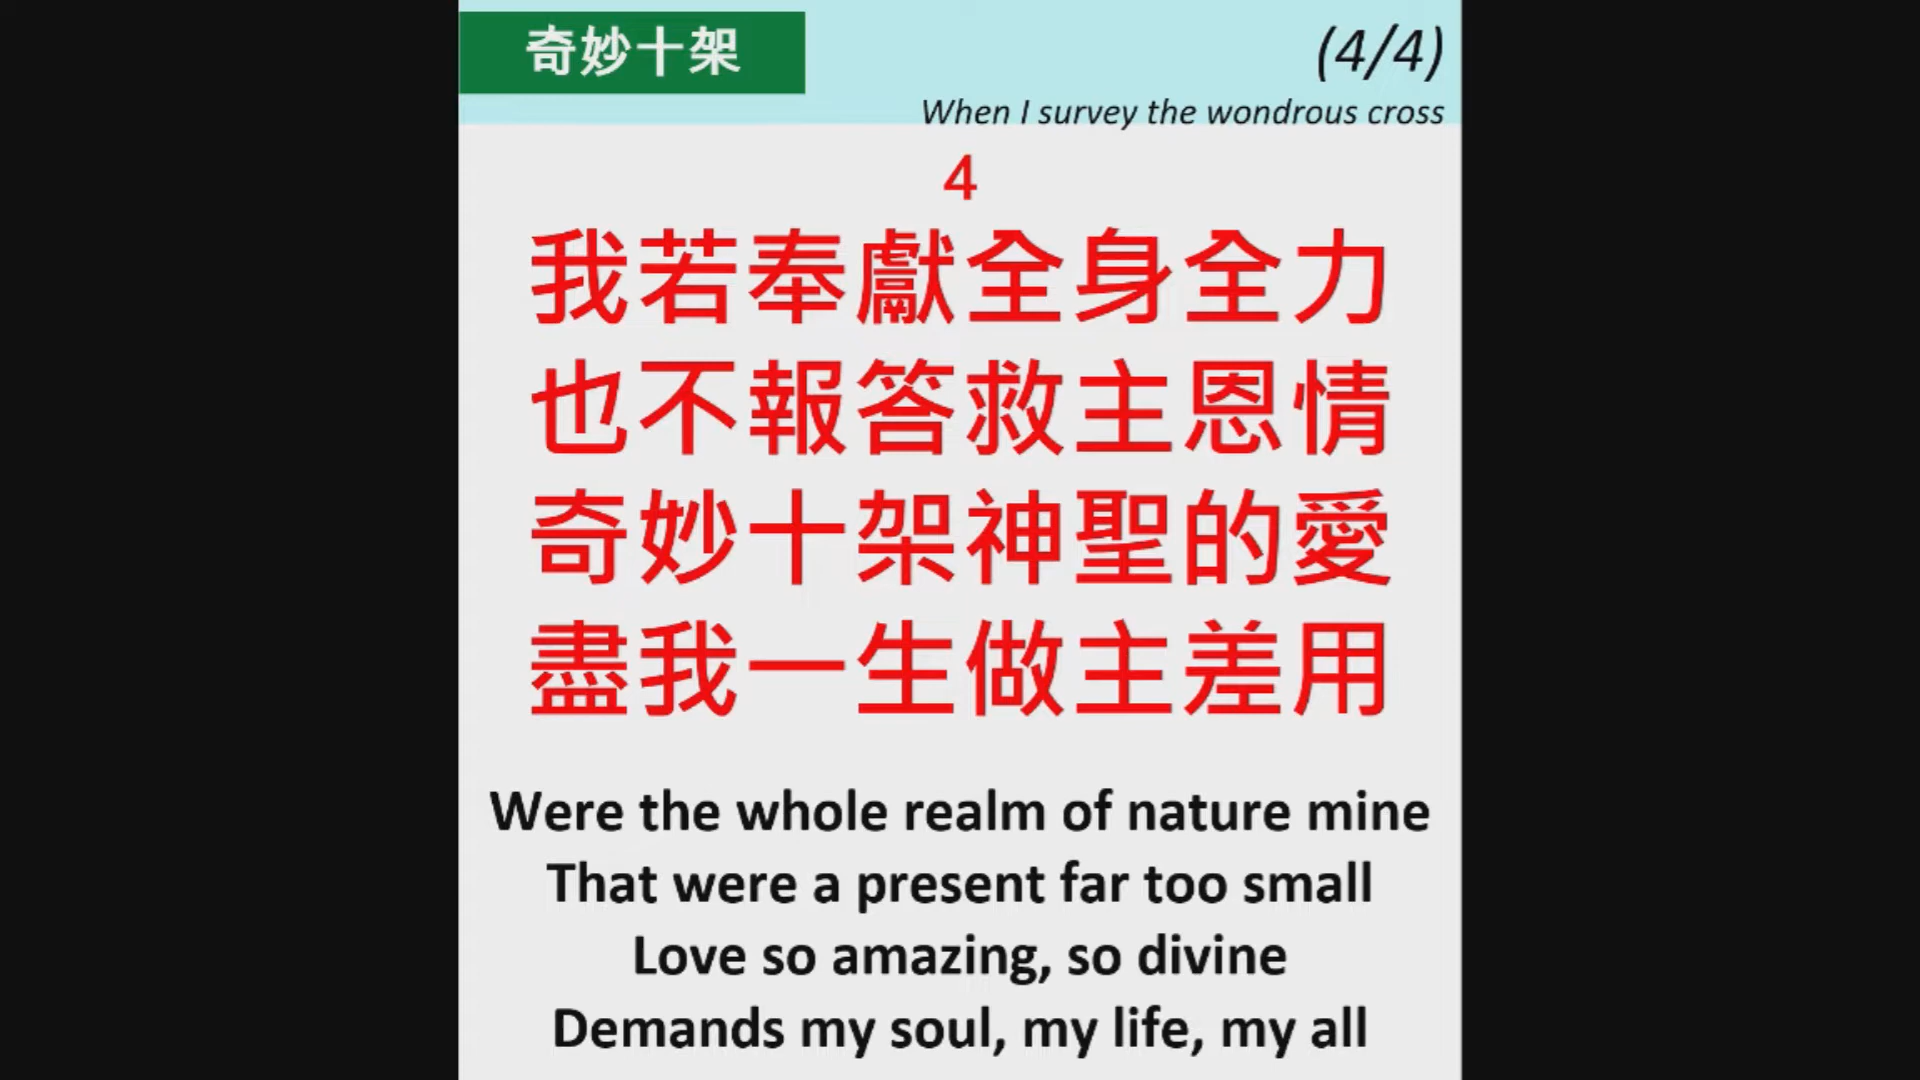 奇妙十架
(4/4)
When I survey the wondrous cross
4
我若奉獻全身全力
也不報答救主恩情
奇妙十架神聖的愛
盡我一生做主差用
Were the whole realm of nature mine
That were a present far too small
Love so amazing, so divine
Demands my soul, my life, my all